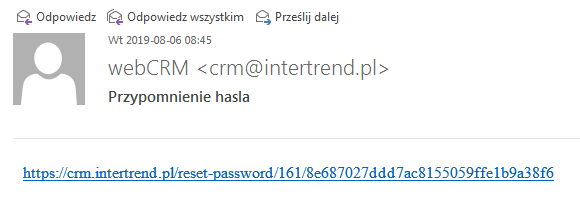 Odpowiedz Odpowiedz wszystkim Prześlij dalej
Wt 2019-08-06 08:45
webCRM <crm@intertrend.pl>
Przypomnienie hasla
https://crm.intertrend.pl/reset-password/161/8e687027ddd7ac8155059ffe1b9a38f6